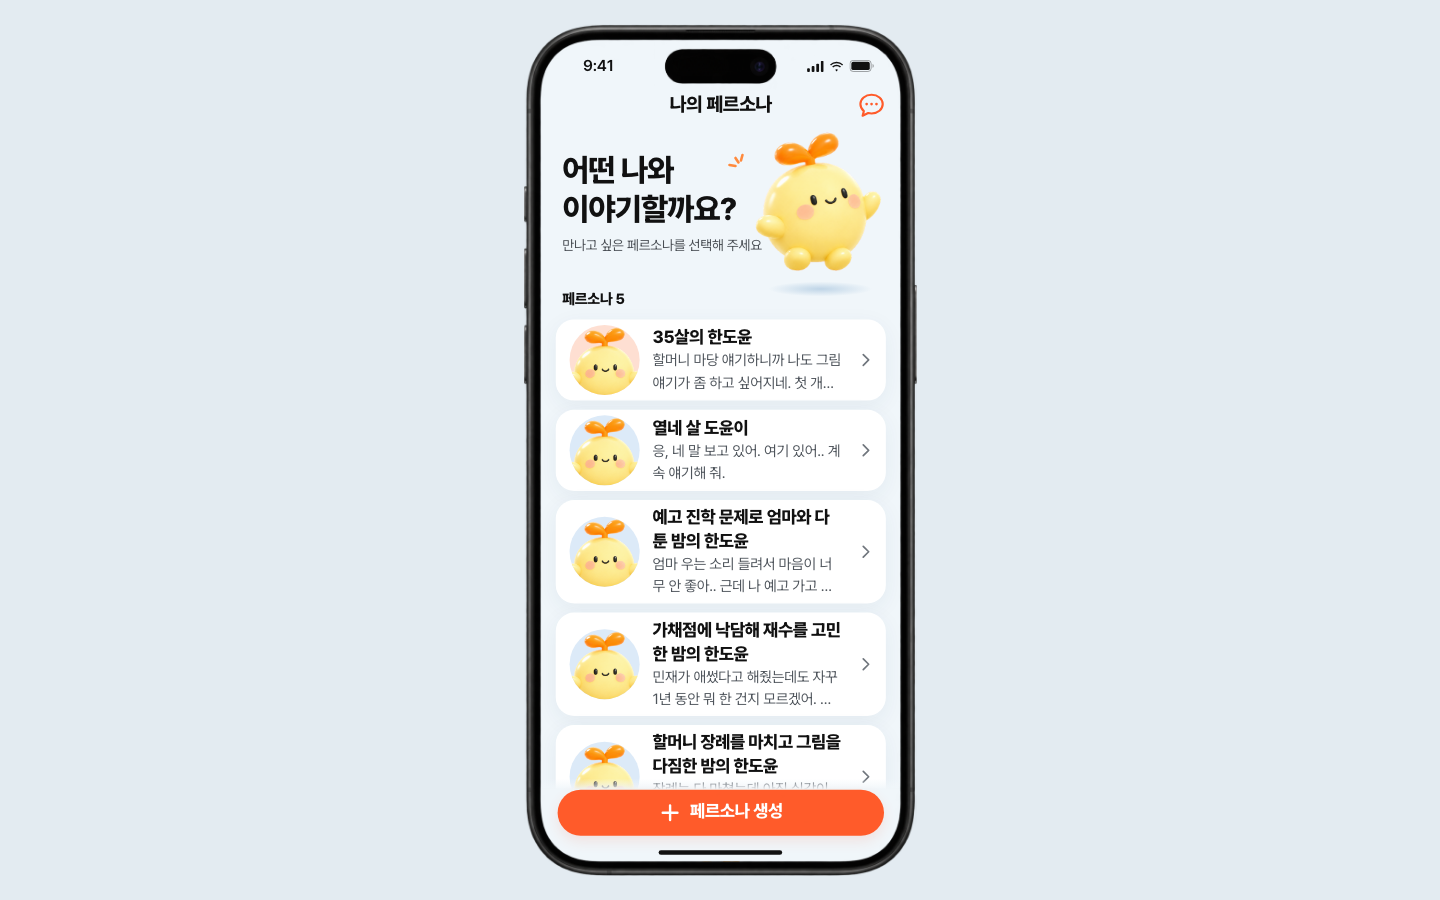 9:41
나의 페르소나
어떤 나와
이야기할까요?
만나고 싶은 페르소나를 선택해 주세요
페르소나 5
35살의 한도윤
할머니 마당 얘기하니까 나도 그림
얘기가 좀 하고 싶어지네. 첫 개...
열네 살 도윤이
응, 네 말 보고 있어. 여기 있어.. 계
속 얘기해 줘.
예고 진학 문제로 엄마와 다
툰 밤의 한도윤
엄마 우는 소리 들려서 마음이 너
무 안 좋아.. 근데 나 예고 가고 ...
가채점에 낙담해 재수를 고민
한 밤의 한도윤
민재가 애썼다고 해줬는데도 자꾸
1년 동안 뭐 한 건지 모르겠어. ...
할머니 장례를 마치고 그림을
다짐한 밤의 한도윤
페르소나 생성